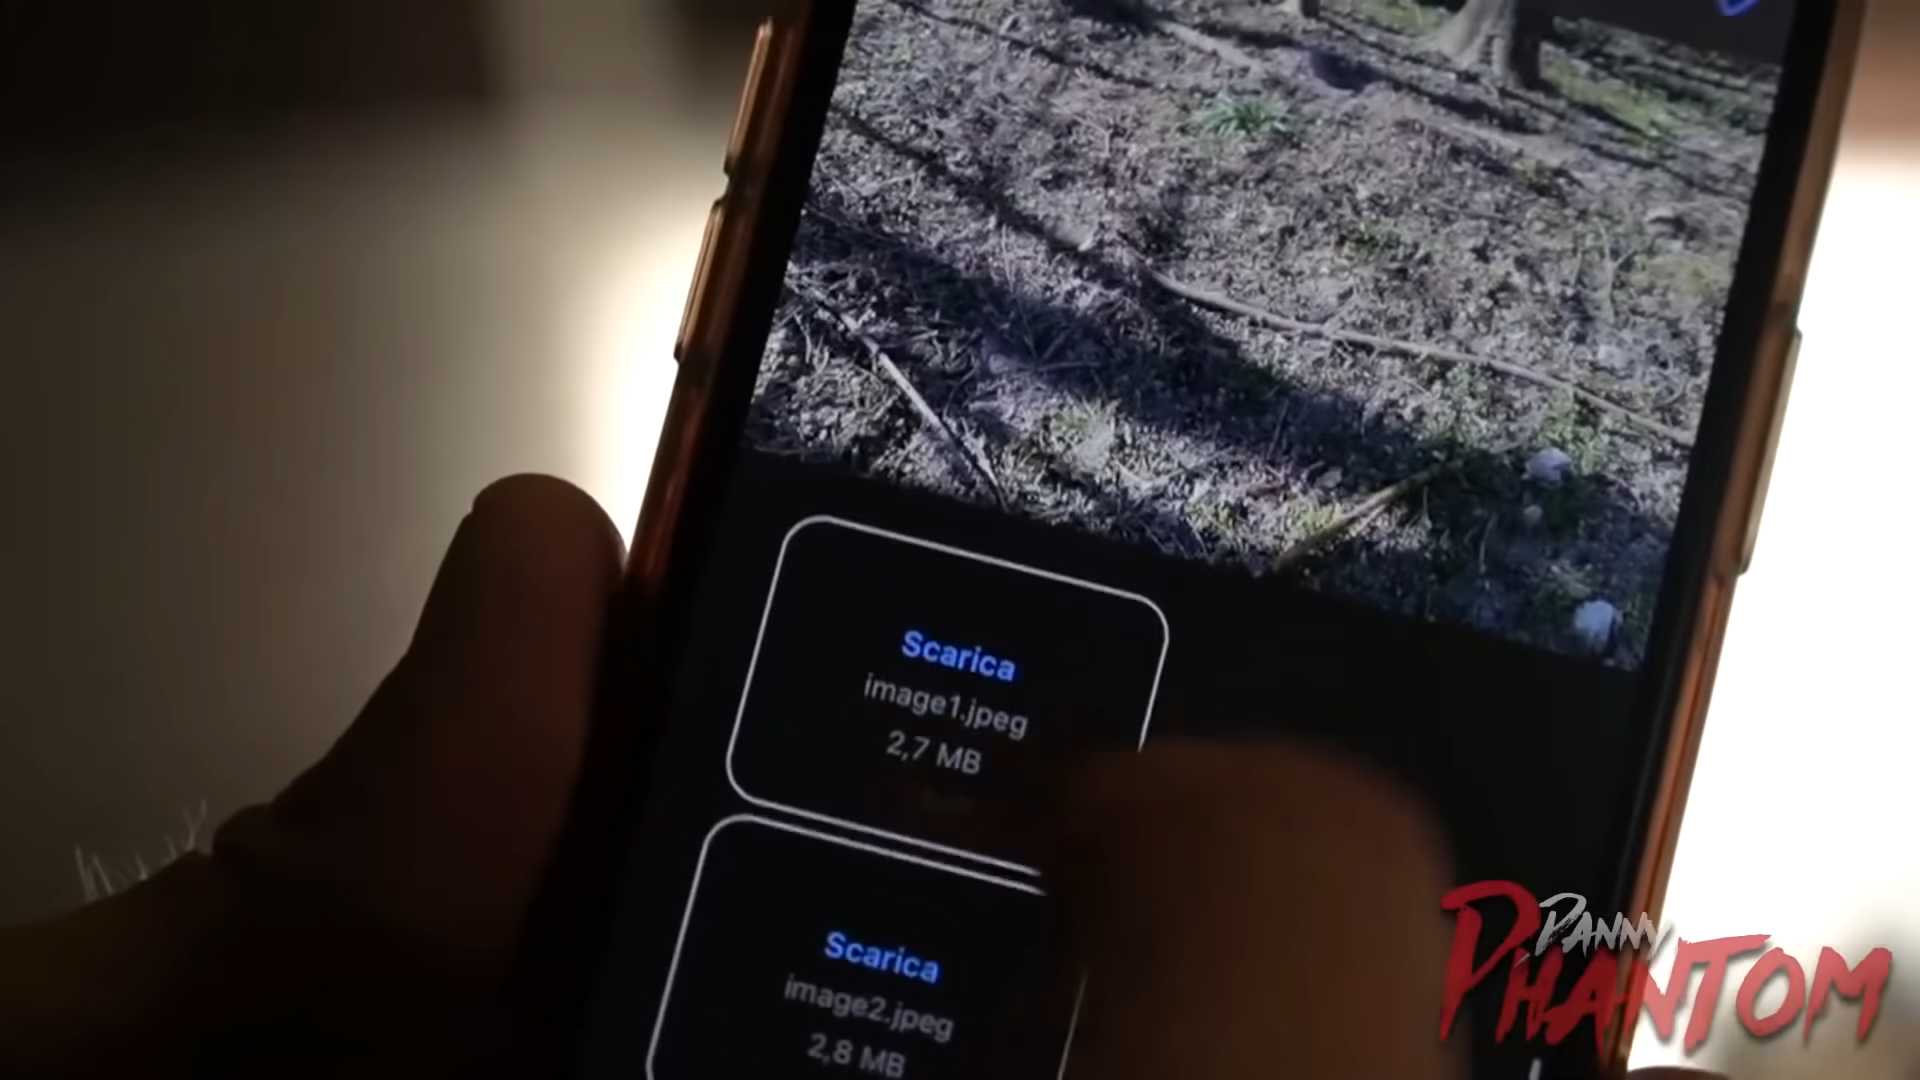 Scarica
image1.jpeg
2,7 MB
Scarica
image2.jpeg
2,8 MB
DANNY
PHANTOM